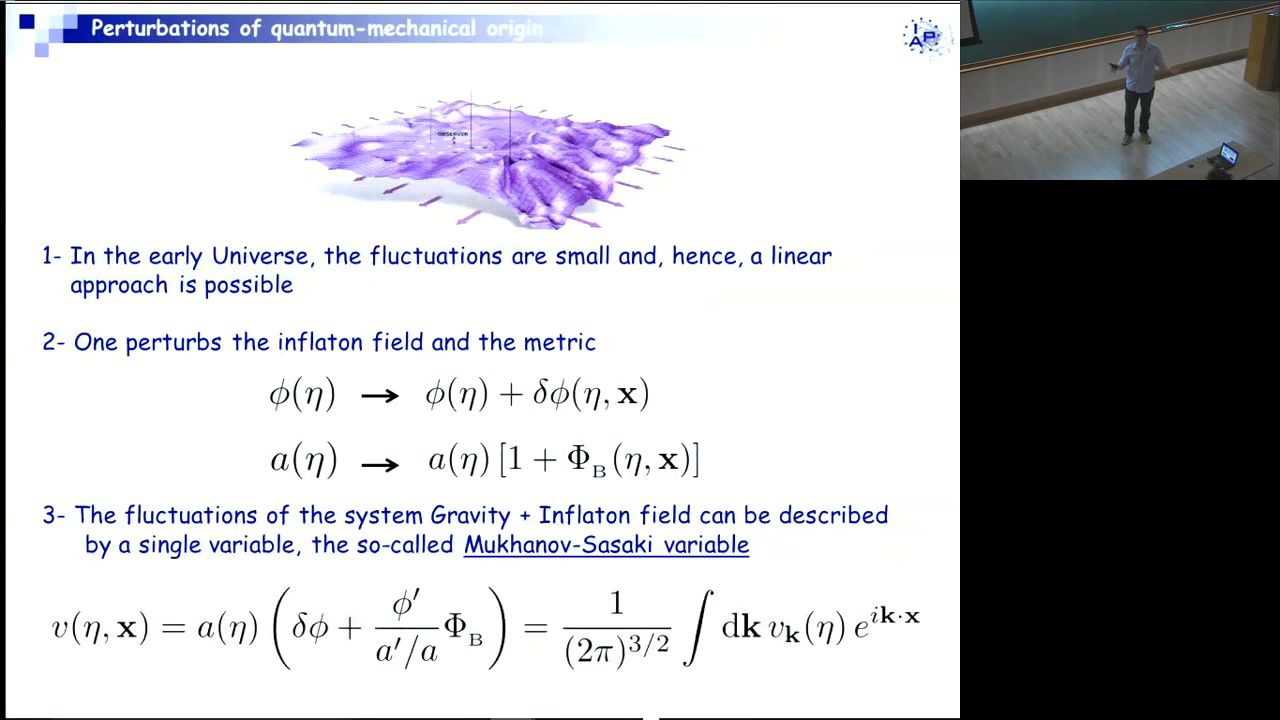 Perturbations of quantum-mechanical origin
IAP
OBSERVER
1- In the early Universe, the fluctuations are small and, hence, a linear
approach is possible
2- One perturbs the inflaton field and the metric
ϕ(η) → ϕ(η) + δϕ(η, x)
a(η) → a(η) [1 + Φ_B (η, x)]
3- The fluctuations of the system Gravity + Inflaton field can be described
by a single variable, the so-called Mukhanov-Sasaki variable
v(η, x) = a(η) (δϕ + ϕ′/(a′/a) Φ_B) = 1/(2π)^{3/2} ∫ dk v_k(η) e^{ik·x}